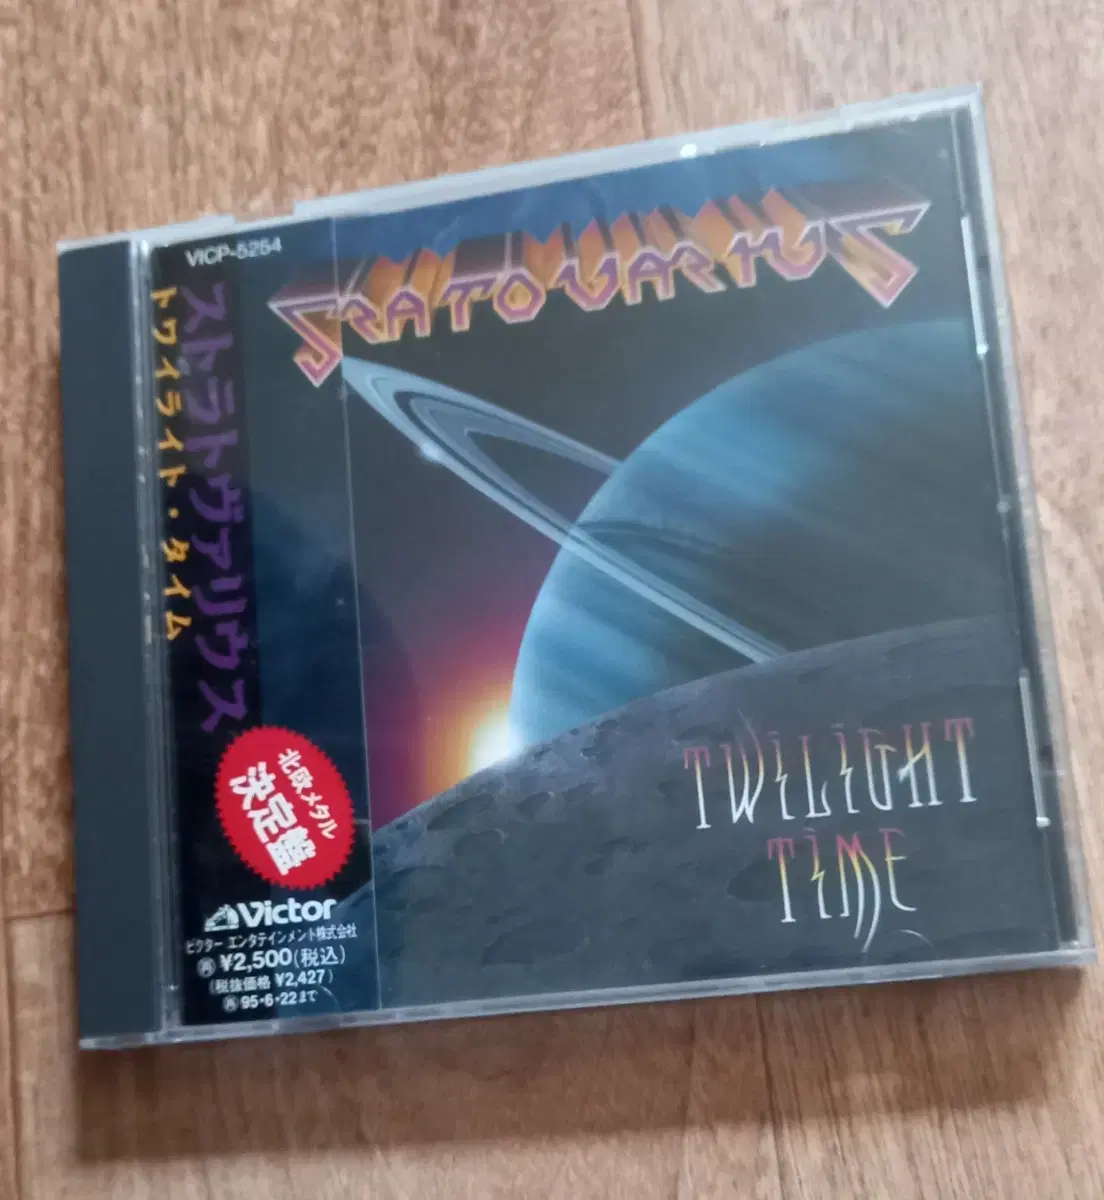 VICP-5254
ストラトヴァリウス
トワイライト・タイム
北欧メタル
決定盤
Victor
ビクター エンタテインメント株式会社
再 ¥2,500(税込)
(税抜価格 ¥2,427)
再 95・6・22まで
STRATOVARIUS
TWILIGHT
TIME